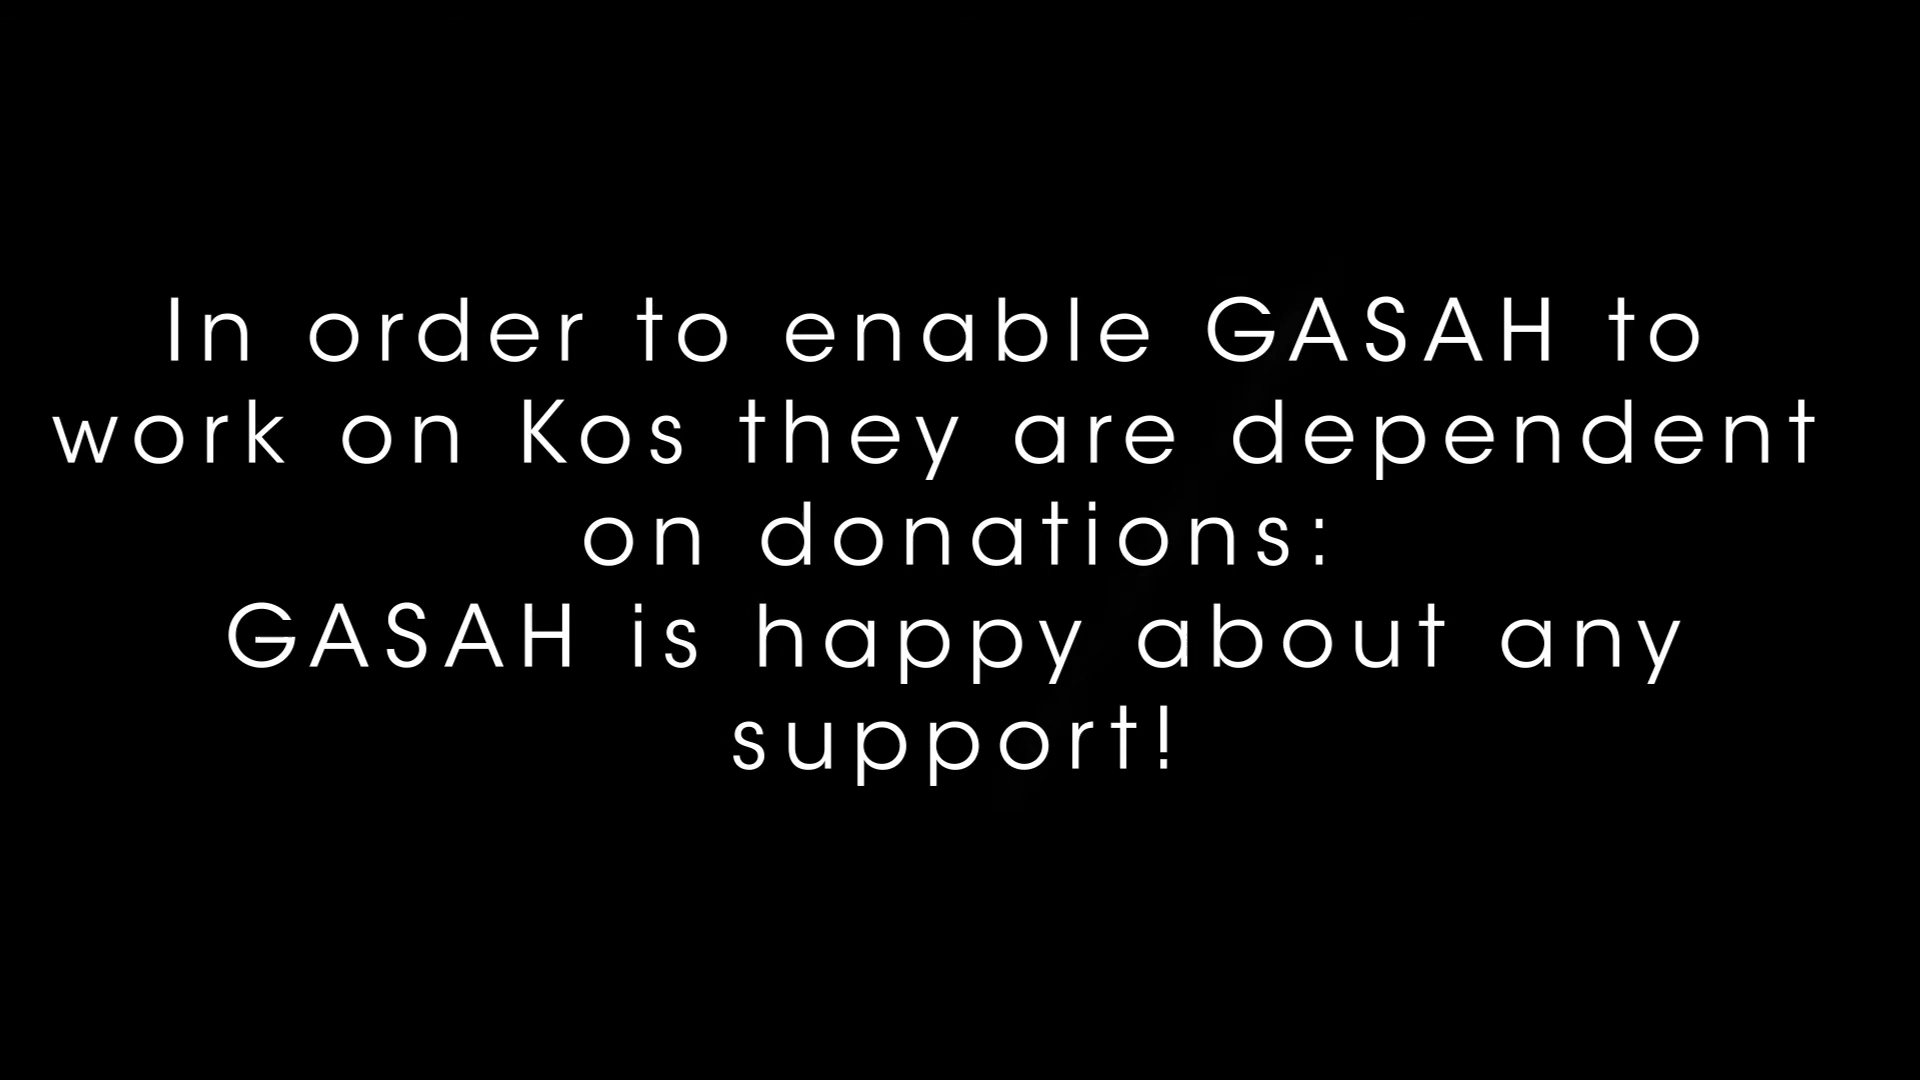 In order to enable GASAH to
work on Kos they are dependent
on donations:
GASAH is happy about any
support!